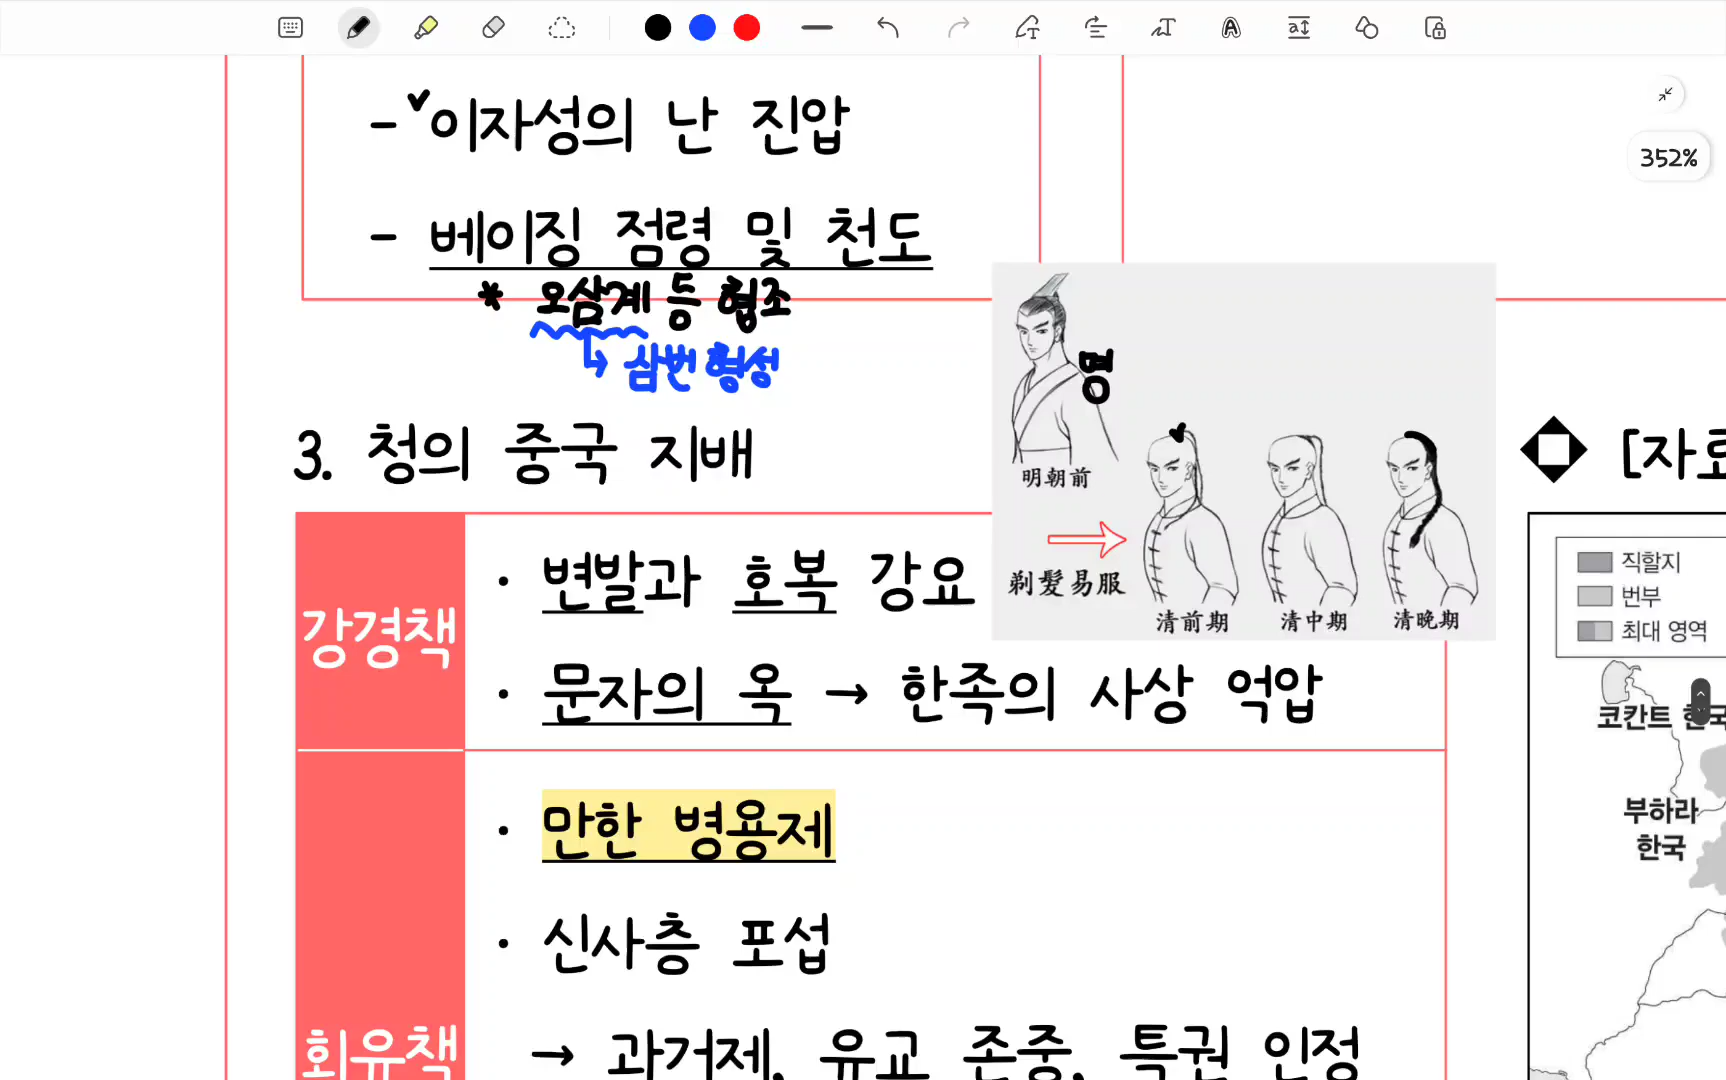 352%
- ✓이자성의 난 진압
- 베이징 점령 및 천도
* 오삼계 등 협조
↳ 삼번 형성
명
明朝前
剃髮易服
清前期
清中期
清晚期
3. 청의 중국 지배
강경책
· 변발과 호복 강요
· 문자의 옥 → 한족의 사상 억압
회유책
· 만한 병용제
· 신사층 포섭
→ 과거제, 유교 존중, 특권 인정
[자료
직할지
번부
최대 영역
코칸트 한국
부하라
한국